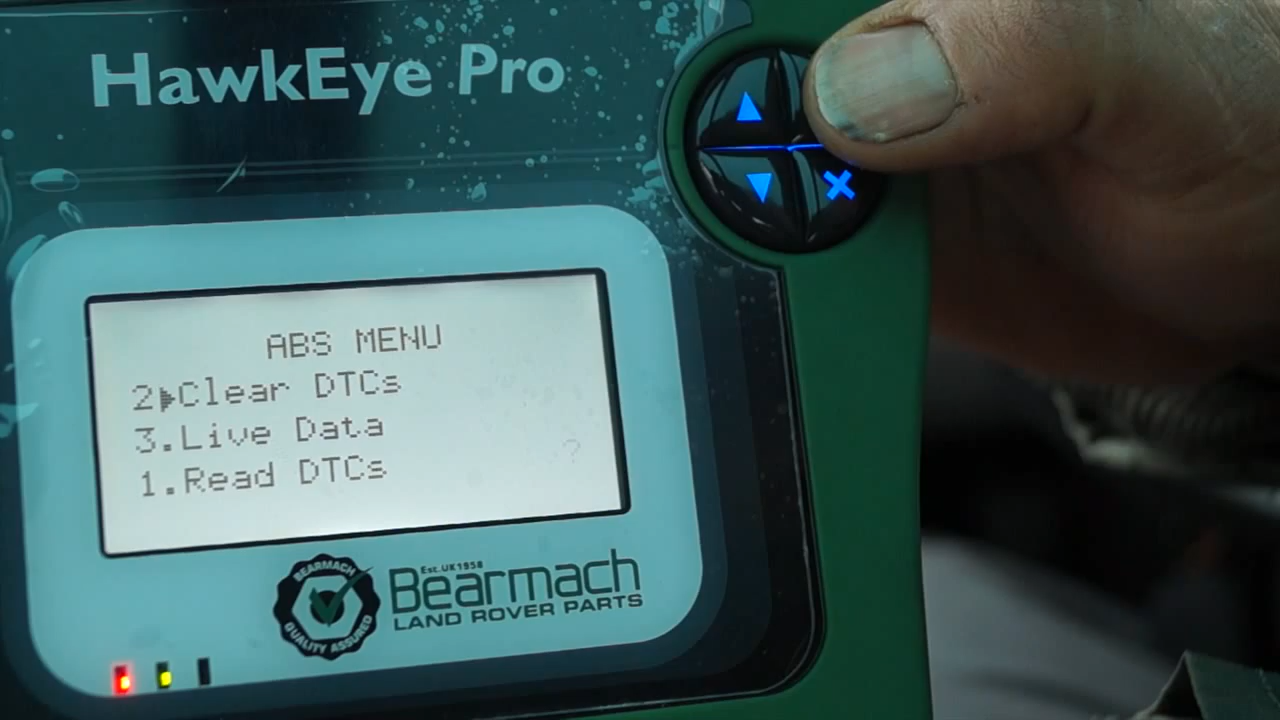 HawkEye Pro
ABS MENU
2▸Clear DTCs
3.Live Data
1.Read DTCs
?
BEARMACH
QUALITY ASSURED
Est.UK1958
Bearmach
LAND ROVER PARTS